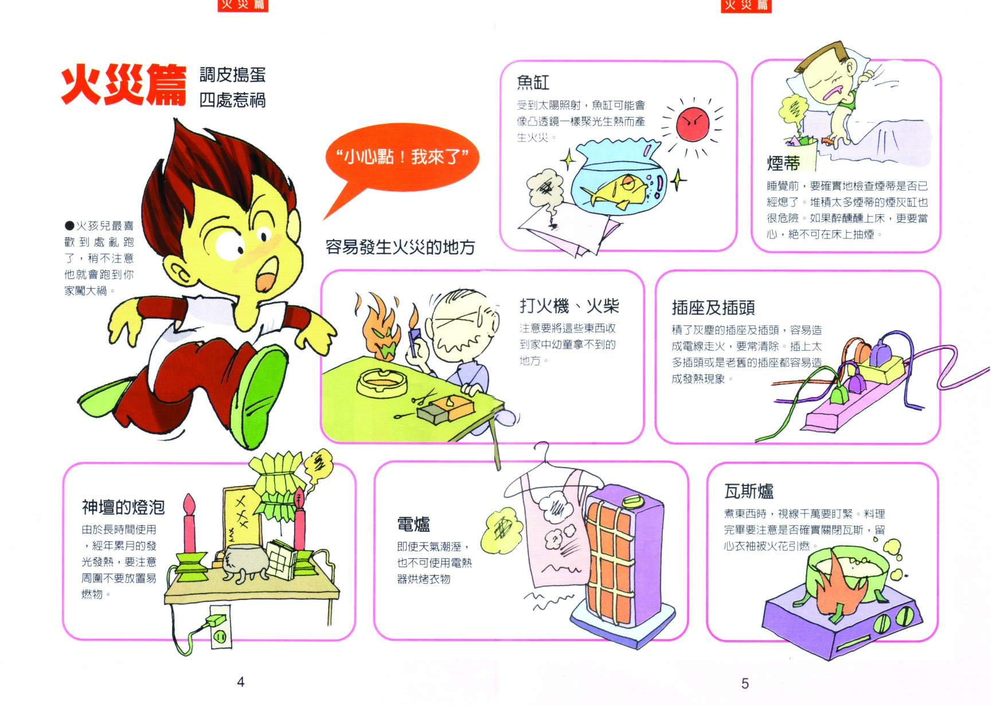 火災篇
火災篇
火災篇
調皮搗蛋
四處惹禍
“小心點！我來了”
●火孩兒最喜
歡到處亂跑
了，稍不注意
他就會跑到你
家闖大禍。
容易發生火災的地方
魚缸
受到太陽照射，魚缸可能會
像凸透鏡一樣聚光生熱而產
生火災。
煙蒂
睡覺前，要確實地檢查煙蒂是否已
經熄了。堆積太多煙蒂的煙灰缸也
很危險。如果醉醺醺上床，更要當
心，絕不可在床上抽煙。
打火機、火柴
注意要將這些東西收
到家中幼童拿不到的
地方。
插座及插頭
積了灰塵的插座及插頭，容易造
成電線走火，要常清除。插上太
多插頭或是老舊的插座都容易造
成發熱現象。
神壇的燈泡
由於長時間使用
，經年累月的發
光發熱，要注意
周圍不要放置易
燃物。
電爐
即使天氣潮溼，
也不可使用電熱
器烘烤衣物
瓦斯爐
煮東西時，視線千萬要盯緊。料理
完畢要注意是否確實關閉瓦斯，留
心衣袖被火花引燃。
4
5